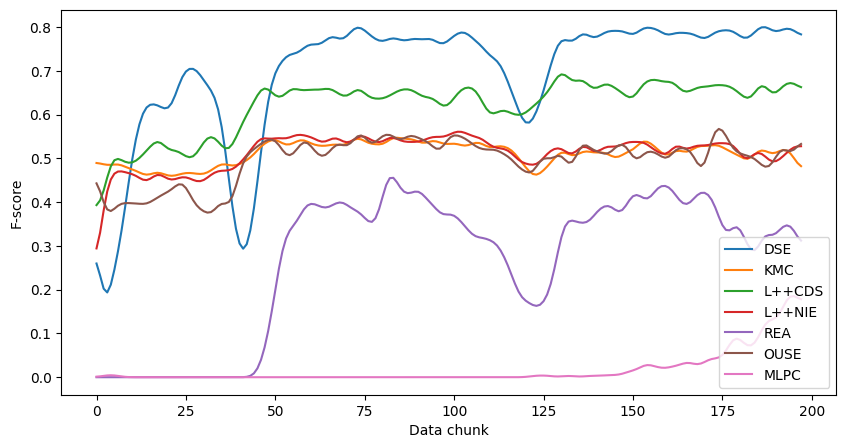 F-score
0.8
0.7
0.6
0.5
0.4
0.3
0.2
0.1
0.0
0 25 50 75 100 125 150 175 200
Data chunk
DSE
KMC
L++CDS
L++NIE
REA
OUSE
MLPC